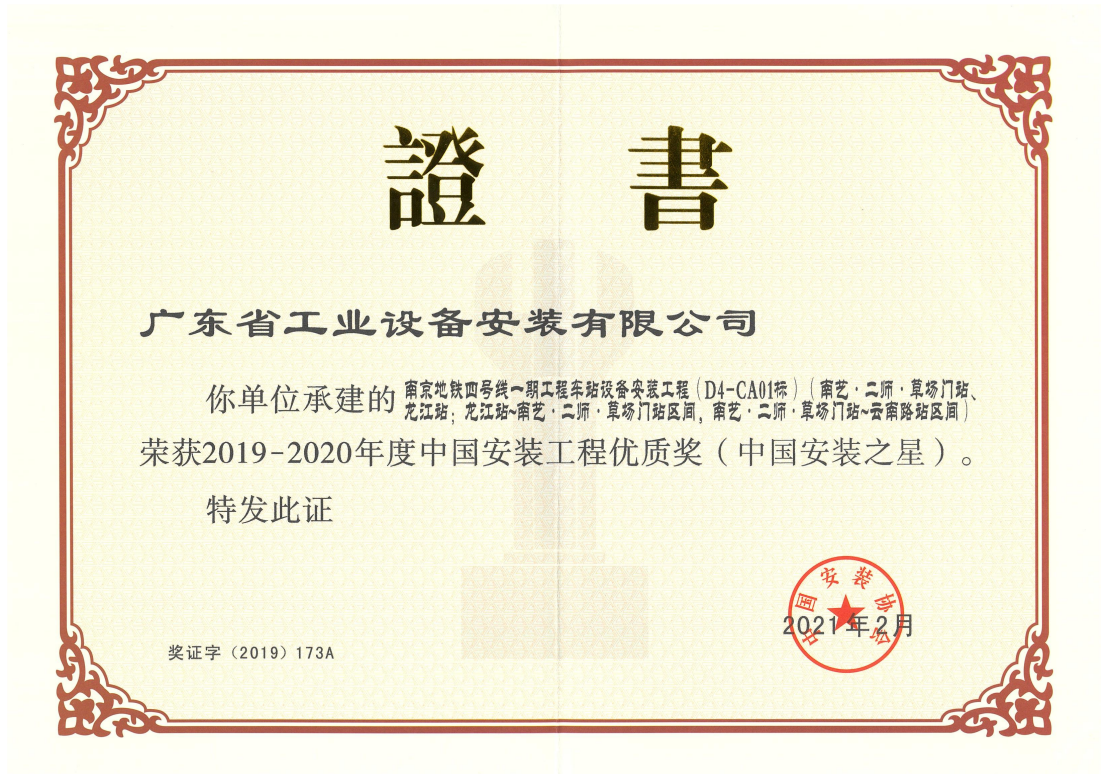 證書
广东省工业设备安装有限公司
你单位承建的南京地铁四号线一期工程车站设备安装工程(D4-CA01标)(南艺·二师·草场门站、
龙江站;龙江站~南艺·二师·草场门站区间,南艺·二师·草场门站~云南路站区间)
荣获2019-2020年度中国安装工程优质奖(中国安装之星)。
特发此证
中国安装协会
2021年2月
奖证字(2019)173A